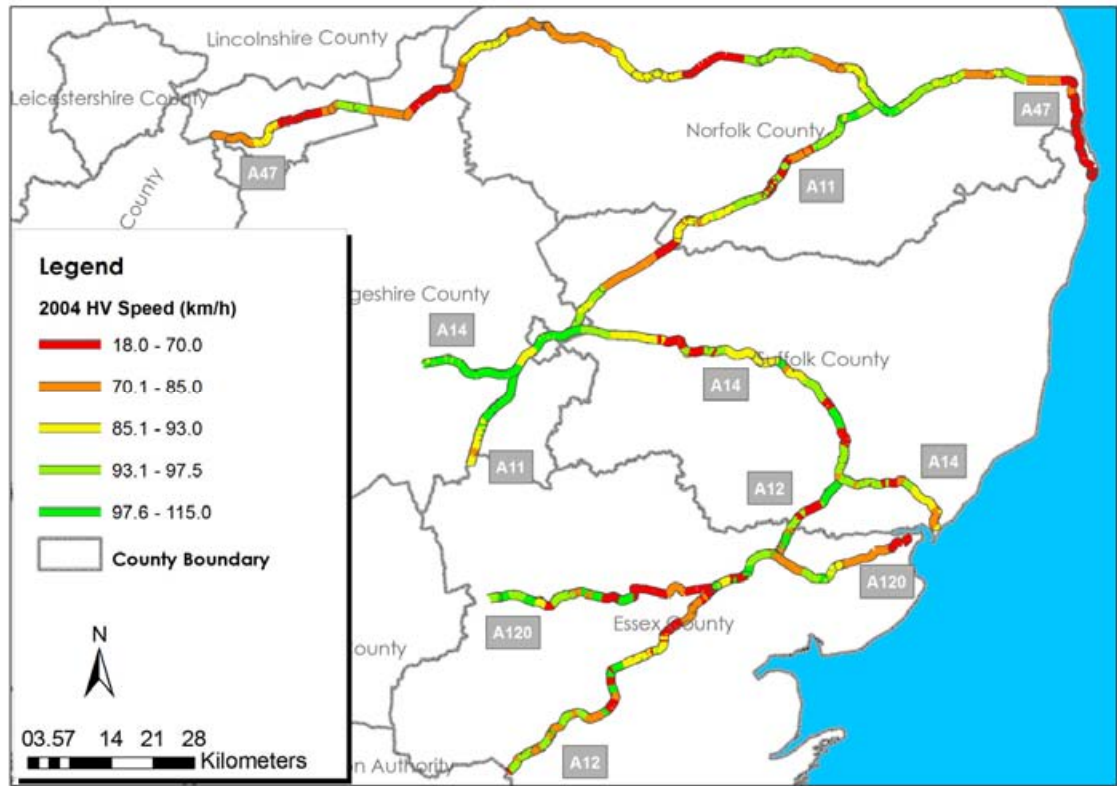 Lincolnshire County
Leicestershire County
A47
Norfolk County
A47
A11
County
Legend
2004 HV Speed (km/h)
18.0 - 70.0
70.1 - 85.0
85.1 - 93.0
93.1 - 97.5
97.6 - 115.0
County Boundary
N
03.57 14 21 28
Kilometers
geshire County
A14
Suffolk County
A14
A11
A12
A14
A120
A120
Essex County
ounty
A12
on Authority